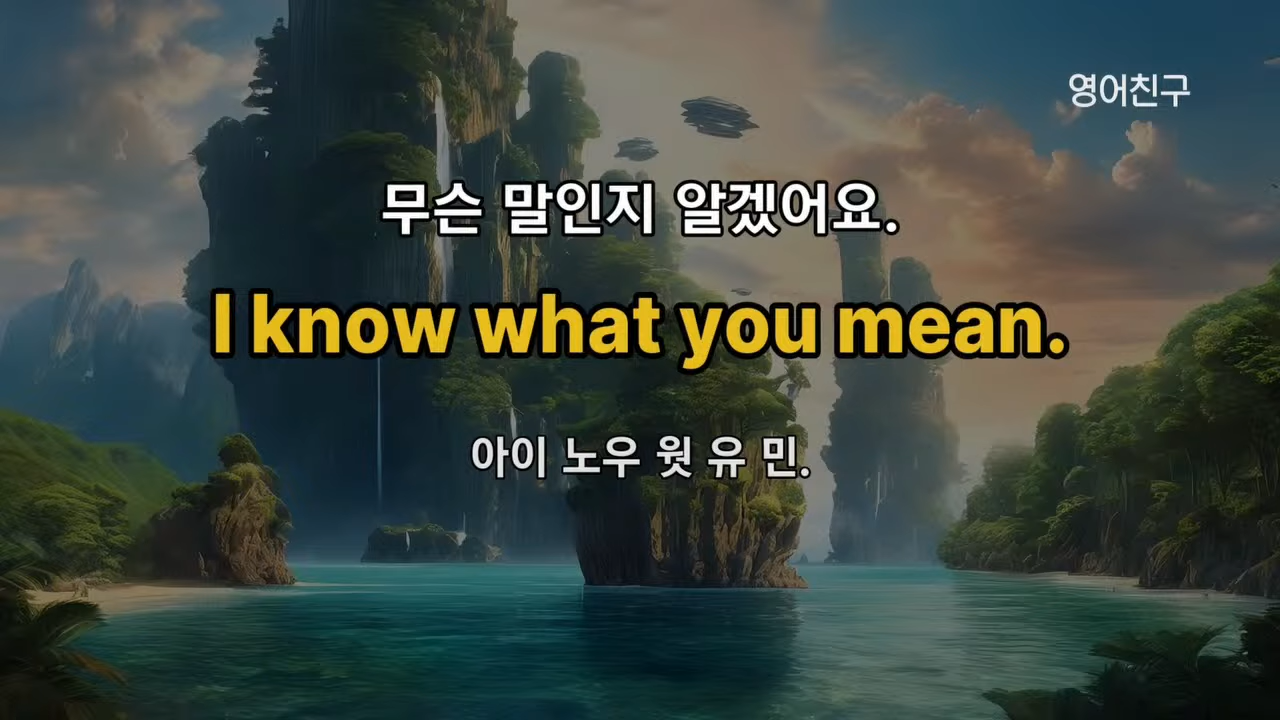 영어친구
무슨 말인지 알겠어요.
I know what you mean.
아이 노우 왓 유 민.